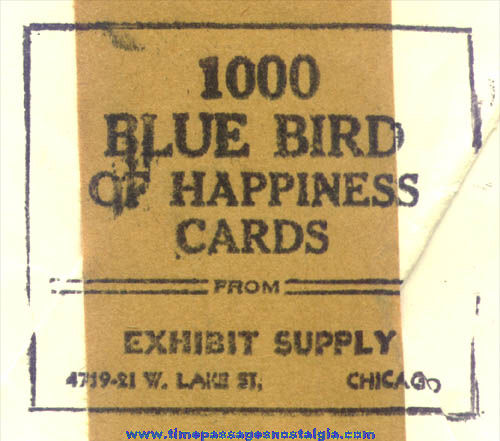 1000
BLUE BIRD
OF HAPPINESS
CARDS
FROM
EXHIBIT SUPPLY
4719-21 W. LAKE ST, CHICAGO
www.timepassagesnostalgia.com